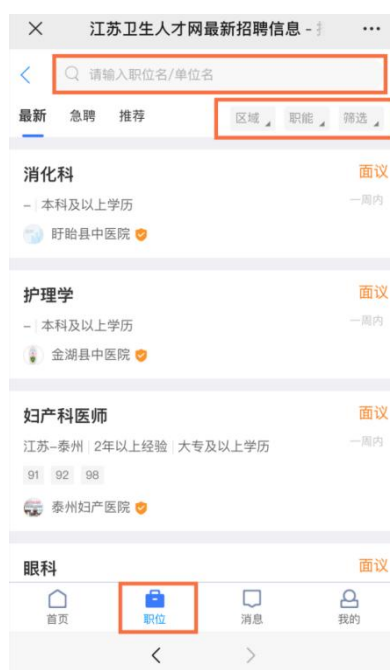 江苏卫生人才网最新招聘信息 -
请输入职位名/单位名
最新 急聘 推荐 区域 职能 筛选
消化科 面议
- 本科及以上学历 一周内
盱眙县中医院
护理学 面议
- 本科及以上学历 一周内
金湖县中医院
妇产科医师 面议
江苏-泰州 2年以上经验 大专及以上学历 一周内
91 92 98
泰州妇产医院
眼科 面议
首页 职位 消息 我的